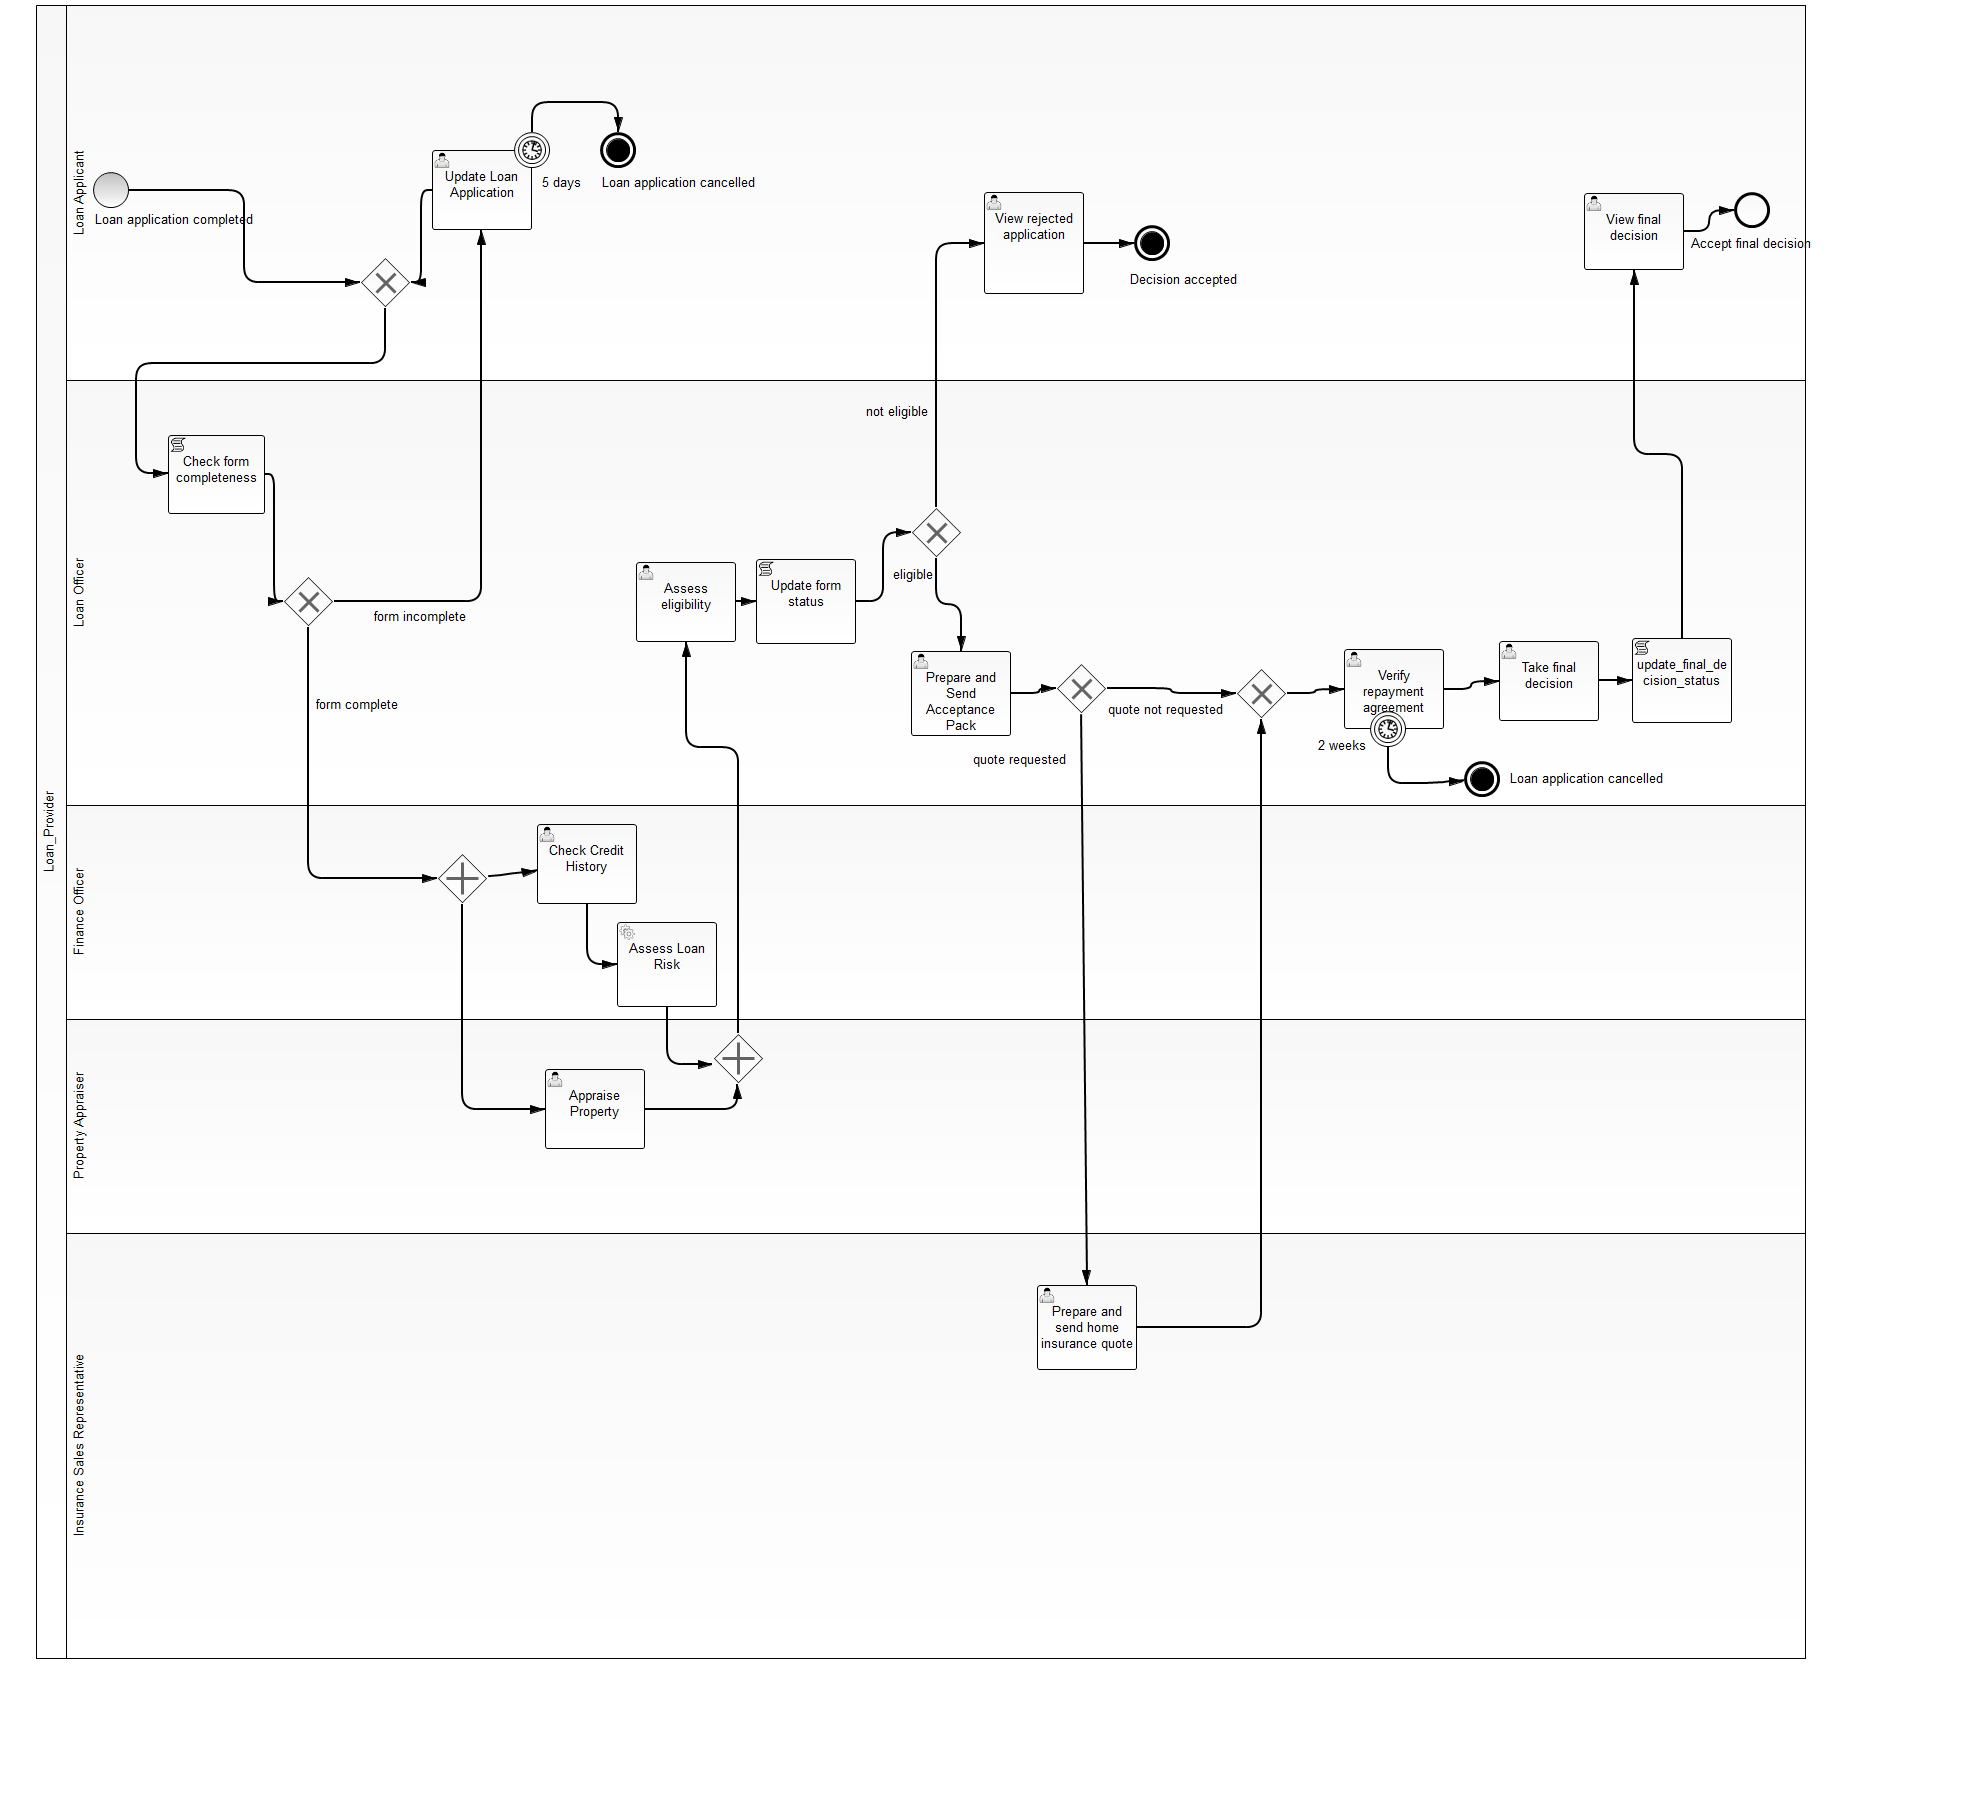 Loan_Provider
Loan Applicant
Loan application completed
Update Loan
Application
5 days
Loan application cancelled
View rejected
application
Decision accepted
View final
decision
Accept final decision
Loan Officer
Check form
completeness
form incomplete
form complete
Assess
eligibility
Update form
status
not eligible
eligible
Prepare and
Send
Acceptance
Pack
quote not requested
quote requested
Verify
repayment
agreement
2 weeks
Loan application cancelled
Take final
decision
update_final_de
cision_status
Finance Officer
Check Credit
History
Assess Loan
Risk
Property Appraiser
Appraise
Property
Insurance Sales Representative
Prepare and
send home
insurance quote